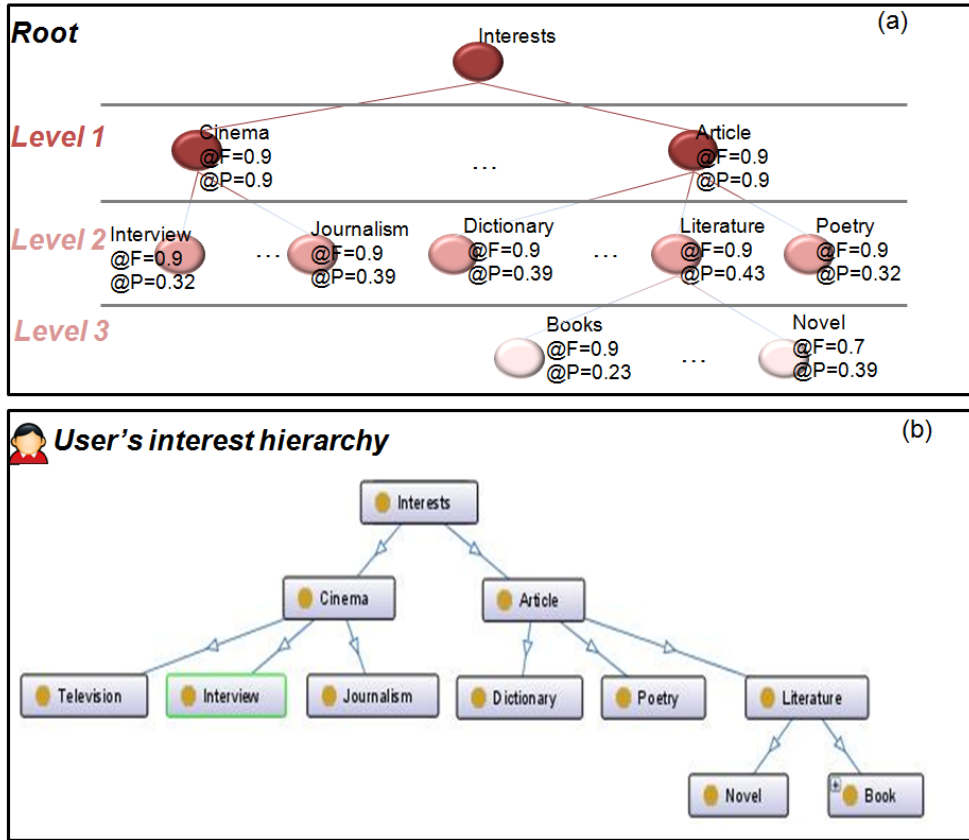 Root
(a)
Interests
Level 1
Cinema
@F=0.9
@P=0.9
...
Article
@F=0.9
@P=0.9
Level 2
Interview
@F=0.9
@P=0.32
...
Journalism
@F=0.9
@P=0.39
Dictionary
@F=0.9
@P=0.39
...
Literature
@F=0.9
@P=0.43
Poetry
@F=0.9
@P=0.32
Level 3
Books
@F=0.9
@P=0.23
...
Novel
@F=0.7
@P=0.39
User's interest hierarchy
(b)
Interests
Cinema
Article
Television
Interview
Journalism
Dictionary
Poetry
Literature
Novel
Book